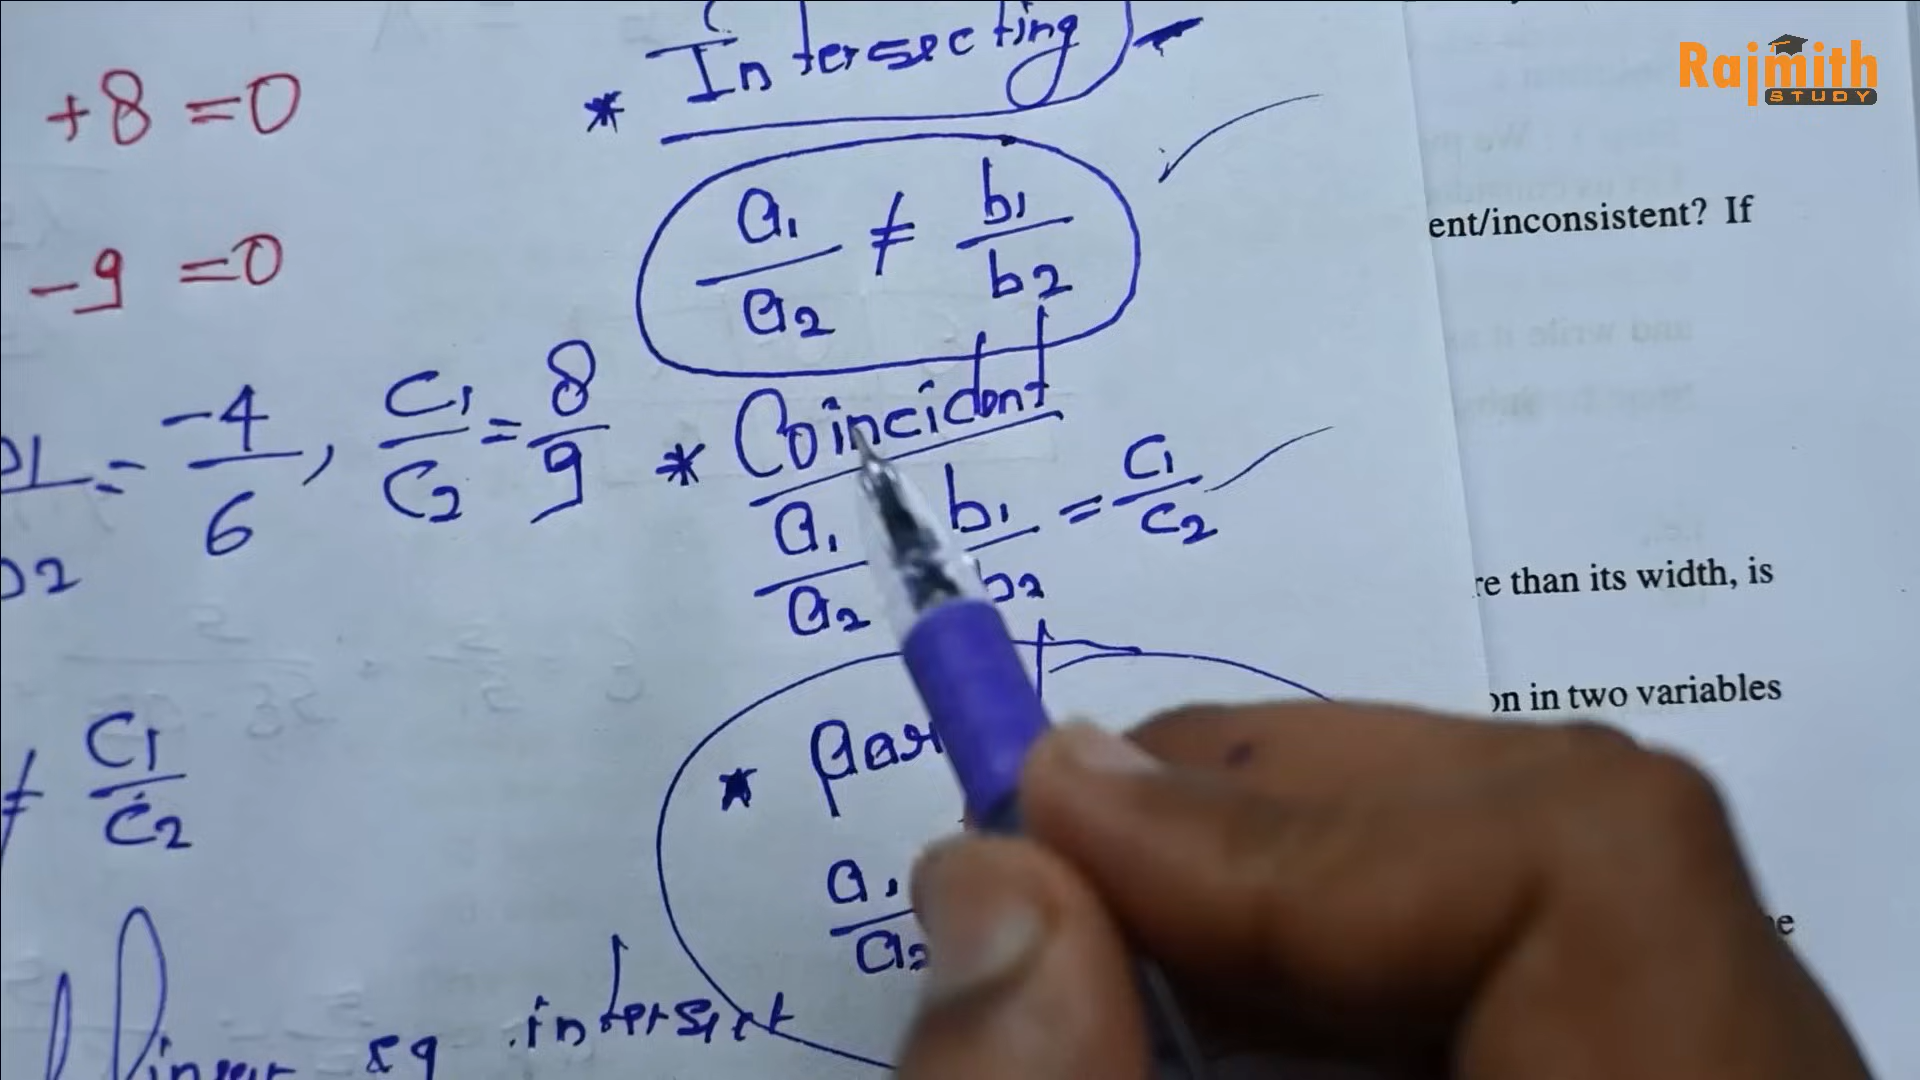 Rajmith
STUDY
* Intersecting
+8 =0
-9 =0
a₁/a₂ ≠ b₁/b₂
ent/inconsistent? If
= -4/6 , C₁/C₂ = 8/9
* Coincident
a₁/a₂ b₁/b₂ = C₁/C₂
re than its width, is
on in two variables
≠ C₁/C₂
*
a₁/a₂
linear eq. intersect